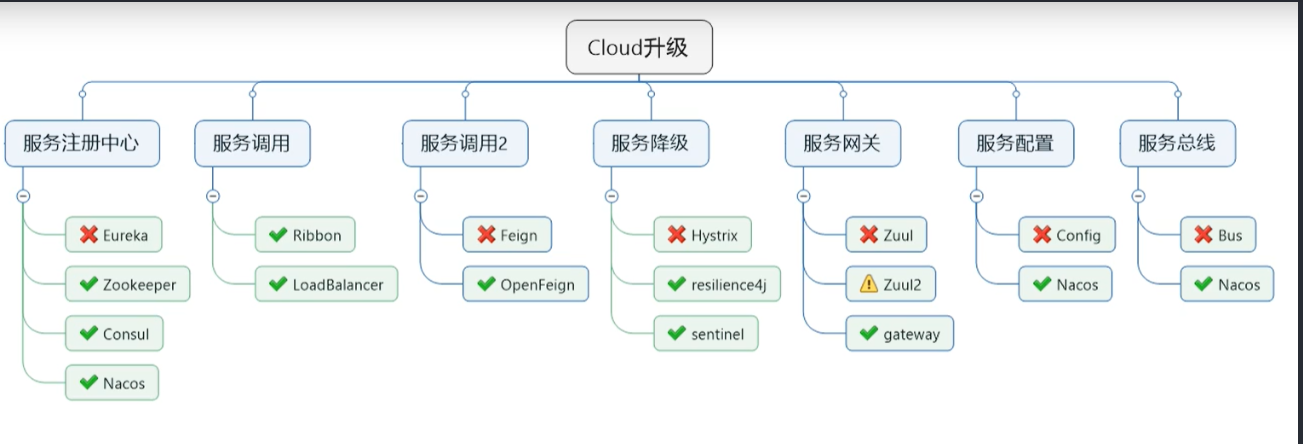 Cloud升级
服务注册中心
服务调用
服务调用2
服务降级
服务网关
服务配置
服务总线
Eureka
Zookeeper
Consul
Nacos
Ribbon
LoadBalancer
Feign
OpenFeign
Hystrix
resilience4j
sentinel
Zuul
Zuul2
gateway
Config
Nacos
Bus
Nacos